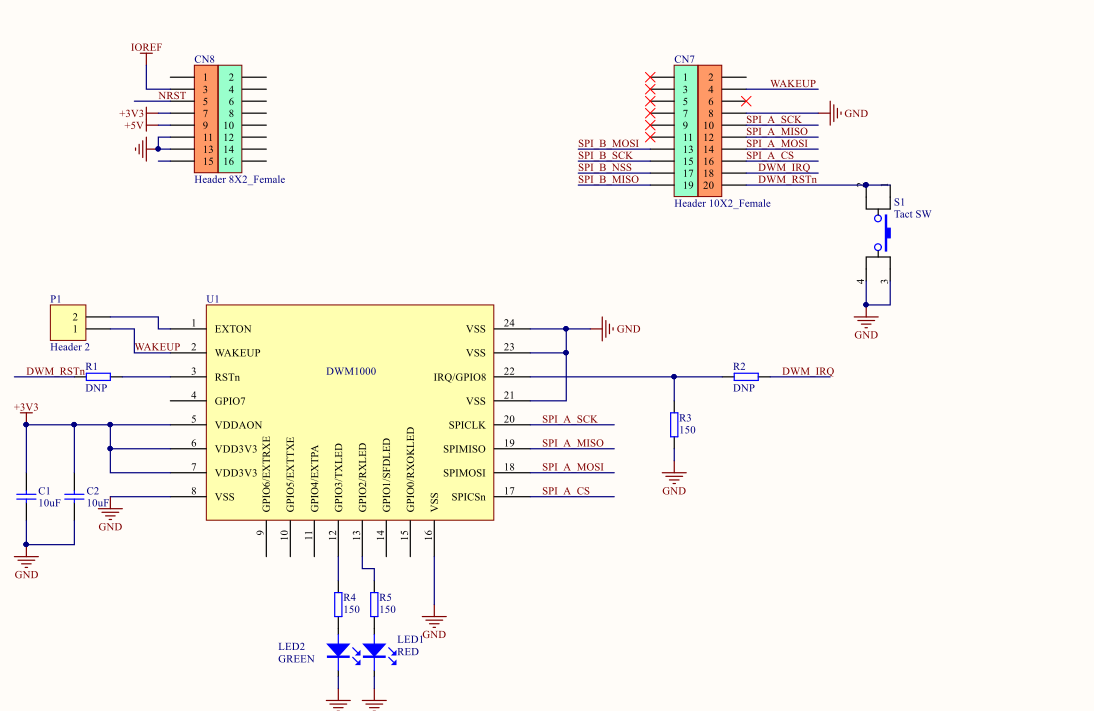 IOREF
CN8
1 2
3 4
NRST 5 6
+3V3 7 8
+5V 9 10
11 12
13 14
15 16
Header 8X2_Female
CN7
1 2
3 4 WAKEUP
5 6
7 8 GND
9 10 SPI_A_SCK
11 12 SPI_A_MISO
SPI_B_MOSI 13 14 SPI_A_MOSI
SPI_B_SCK 15 16 SPI_A_CS
SPI_B_NSS 17 18 DWM_IRQ
SPI_B_MISO 19 20 DWM_RSTn
Header 10X2_Female
2 1
S1
Tact SW
4 3
GND
P1
2
1
Header 2
U1
DWM1000
1 EXTON
WAKEUP 2 WAKEUP
DWM_RSTn R1 3 RSTn
DNP
4 GPIO7
+3V3
5 VDDAON
6 VDD3V3
7 VDD3V3
8 VSS
C1
10uF
C2
10uF
GND
GND
VSS 24 GND
VSS 23
IRQ/GPIO8 22
R2
DNP
DWM_IRQ
VSS 21
R3
150
GND
SPICLK 20 SPI_A_SCK
SPIMISO 19 SPI_A_MISO
SPIMOSI 18 SPI_A_MOSI
SPICSn 17 SPI_A_CS
GPIO6/EXTRXE 9
GPIO5/EXTTXE 10
GPIO4/EXTPA 11
GPIO3/TXLED 12
GPIO2/RXLED 13
GPIO1/SFDLED 14
GPIO0/RXOKLED 15
VSS 16
R4
150
R5
150
GND
LED2
GREEN
LED1
RED